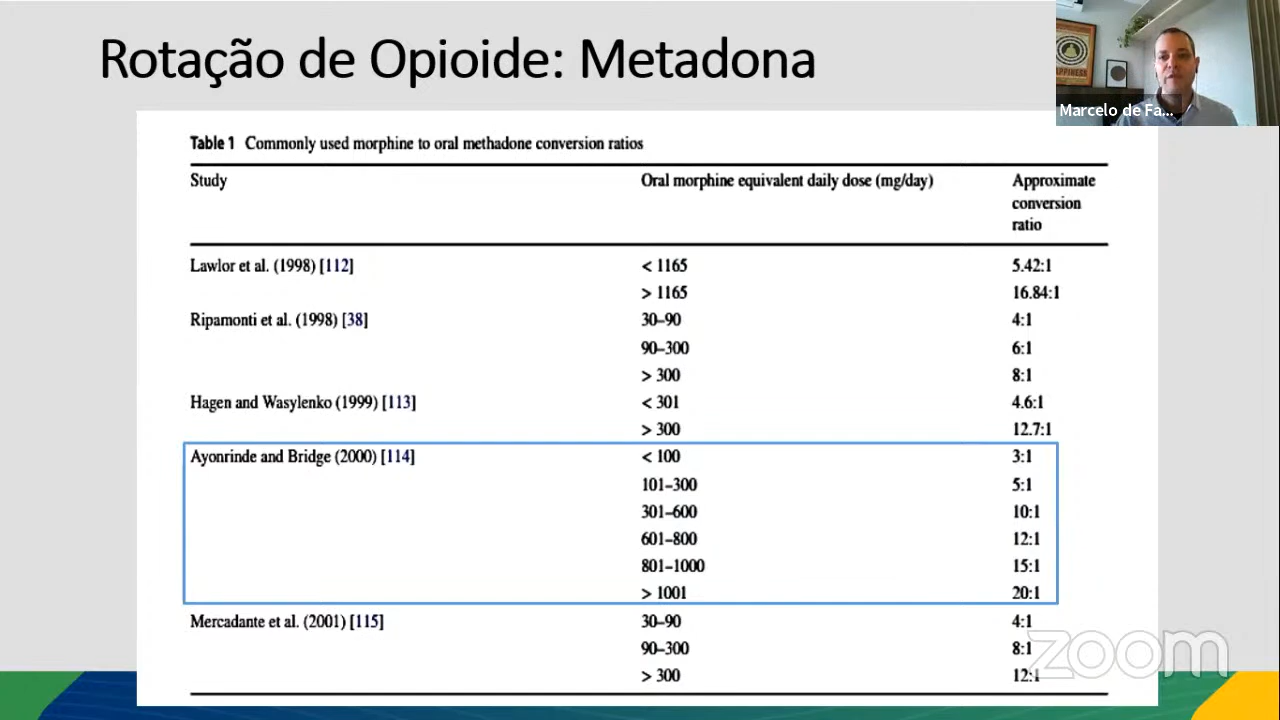 Rotação de Opioide: Metadona
HAPPINESS
Marcelo de Fa...
Table 1 Commonly used morphine to oral methadone conversion ratios
Study Oral morphine equivalent daily dose (mg/day) Approximate
conversion
ratio
Lawlor et al. (1998) [112] < 1165 5.42:1
> 1165 16.84:1
Ripamonti et al. (1998) [38] 30–90 4:1
90–300 6:1
> 300 8:1
Hagen and Wasylenko (1999) [113] < 301 4.6:1
> 300 12.7:1
Ayonrinde and Bridge (2000) [114] < 100 3:1
101–300 5:1
301–600 10:1
601–800 12:1
801–1000 15:1
> 1001 20:1
Mercadante et al. (2001) [115] 30–90 4:1
90–300 8:1
> 300 12:1
zoom